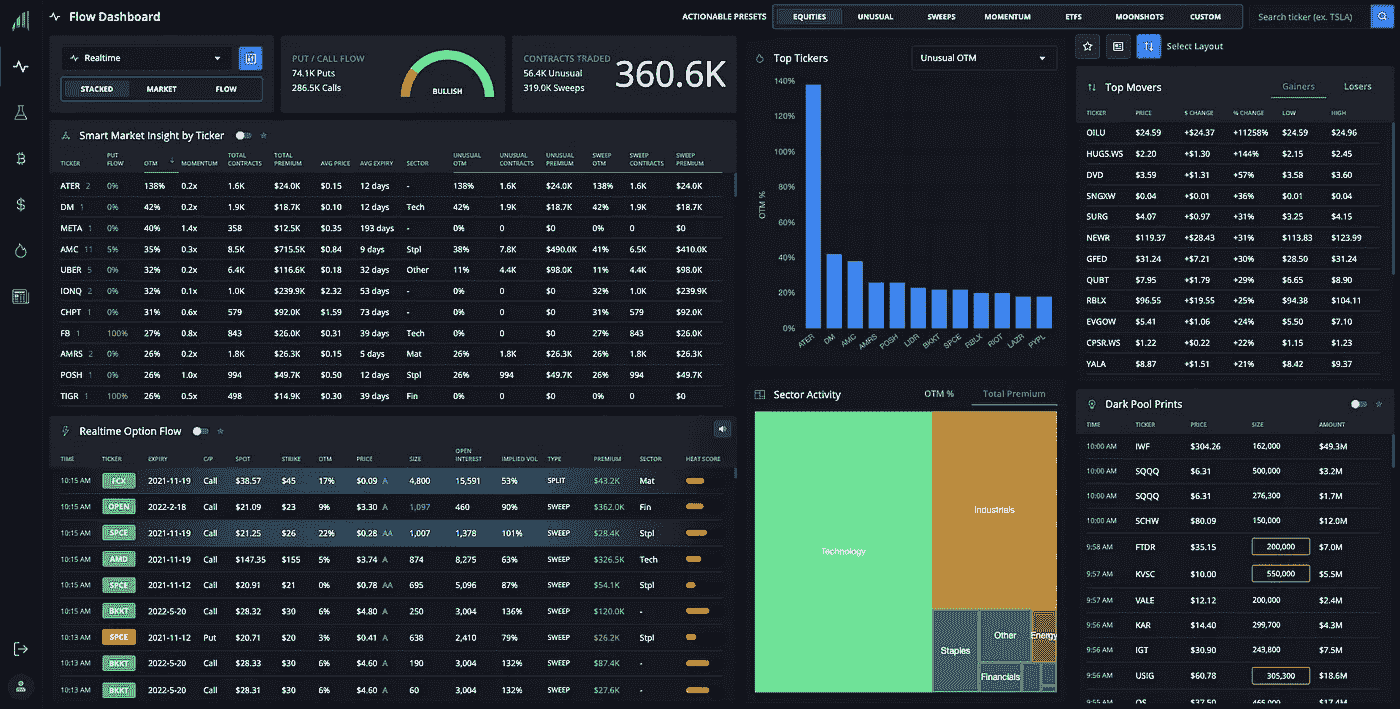 Flow Dashboard
ACTIONABLE PRESETS EQUITIES UNUSUAL SWEEPS MOMENTUM ETFS MOONSHOTS CUSTOM
Search ticker (ex. TSLA)
Realtime
STACKED MARKET FLOW
PUT / CALL FLOW
74.1K Puts
286.5K Calls
BULLISH
CONTRACTS TRADED
56.4K Unusual
319.0K Sweeps
360.6K
Smart Market Insight by Ticker
TICKER PUT FLOW OTM ↓ MOMENTUM TOTAL CONTRACTS TOTAL PREMIUM AVG PRICE AVG EXPIRY SECTOR UNUSUAL OTM UNUSUAL CONTRACTS UNUSUAL PREMIUM SWEEP OTM SWEEP CONTRACTS SWEEP PREMIUM
ATER 2 0% 138% 0.2x 1.6K $24.0K $0.15 12 days - 138% 1.6K $24.0K 138% 1.6K $24.0K
DM 1 0% 42% 0.2x 1.9K $18.7K $0.10 12 days Tech 42% 1.9K $18.7K 42% 1.9K $18.7K
META 1 0% 40% 1.4x 358 $12.5K $0.35 193 days - 0% 0 $0 0% 0 $0
AMC 11 5% 35% 0.3x 8.5K $715.5K $0.84 9 days Stpl 38% 7.8K $490.0K 41% 6.5K $410.0K
UBER 5 0% 32% 0.2x 6.4K $116.6K $0.18 32 days Other 11% 4.4K $98.0K 11% 4.4K $98.0K
IONQ 2 0% 32% 0.1x 1.0K $239.9K $2.32 53 days - 0% 0 $0 32% 1.0K $239.9K
CHPT 1 0% 31% 0.6x 579 $92.0K $1.59 73 days - 0% 0 $0 31% 579 $92.0K
FB 1 100% 27% 0.8x 843 $26.0K $0.31 39 days Tech 0% 0 $0 27% 843 $26.0K
AMRS 2 0% 26% 0.2x 1.8K $26.3K $0.15 5 days Mat 26% 1.8K $26.3K 26% 1.8K $26.3K
POSH 1 0% 26% 1.0x 994 $49.7K $0.50 12 days Stpl 26% 994 $49.7K 26% 994 $49.7K
TIGR 1 100% 26% 0.5x 498 $14.9K $0.30 39 days Fin 0% 0 $0 0% 0 $0
Realtime Option Flow
TIME TICKER EXPIRY C/P SPOT STRIKE OTM PRICE SIZE OPEN INTEREST IMPLIED VOL TYPE PREMIUM SECTOR HEAT SCORE
10:15 AM FCX 2021-11-19 Call $38.57 $45 17% $0.09 A 4,800 15,591 53% SPLIT $43.2K Mat
10:15 AM OPEN 2022-2-18 Call $21.09 $23 9% $3.30 A 1,097 460 90% SWEEP $362.0K Fin
10:15 AM SPCE 2021-11-19 Call $21.25 $26 22% $0.28 AA 1,007 1,378 101% SWEEP $28.4K Stpl
10:15 AM AMD 2021-11-19 Call $147.35 $155 5% $3.74 A 874 8,275 63% SWEEP $326.5K Tech
10:15 AM SPCE 2021-11-12 Call $20.91 $21 0% $0.78 AA 695 5,096 87% SWEEP $54.1K Stpl
10:15 AM BKKT 2022-5-20 Call $28.32 $30 6% $4.80 A 250 3,004 136% SWEEP $120.0K -
10:13 AM SPCE 2021-11-12 Put $20.71 $20 3% $0.41 A 638 2,410 79% SWEEP $26.2K Stpl
10:13 AM BKKT 2022-5-20 Call $28.33 $30 6% $4.60 A 190 3,004 132% SWEEP $87.4K -
10:13 AM BKKT 2022-5-20 Call $28.31 $30 6% $4.60 A 60 3,004 132% SWEEP $27.6K -
Top Tickers
Unusual OTM
OTM %
140%
120%
100%
80%
60%
40%
20%
0%
ATER DM AMC AMRS POSH LIDR BKKT SPCE RBLX RIOT LAZR PYPL
Sector Activity OTM % Total Premium
Technology
Industrials
Staples
Other
Energy
Financials
Select Layout
Top Movers Gainers Losers
TICKER PRICE $ CHANGE % CHANGE LOW HIGH
OILU $24.59 +$24.37 +11258% $24.59 $24.96
HUGS.WS $2.20 +$1.30 +144% $2.15 $2.45
DVD $3.59 +$1.31 +57% $3.58 $3.60
SNGXW $0.04 +$0.01 +36% $0.01 $0.04
SURG $4.07 +$0.97 +31% $3.25 $4.15
NEWR $119.37 +$28.43 +31% $113.83 $123.99
GFED $31.24 +$7.21 +30% $28.50 $31.24
QUBT $7.95 +$1.79 +29% $6.65 $8.90
RBLX $96.55 +$19.55 +25% $94.38 $104.11
EVGOW $5.41 +$1.06 +24% $5.50 $7.10
CPSR.WS $1.22 +$0.22 +22% $1.15 $1.23
YALA $8.87 +$1.51 +21% $8.42 $9.37
Dark Pool Prints
TIME TICKER PRICE SIZE AMOUNT
10:00 AM IWF $304.26 162,000 $49.3M
10:00 AM SQQQ $6.31 500,000 $3.2M
10:00 AM SQQQ $6.31 276,300 $1.7M
10:00 AM SCHW $80.09 150,000 $12.0M
9:58 AM FTDR $35.15 200,000 $7.0M
9:57 AM KVSC $10.00 550,000 $5.5M
9:57 AM VALE $12.12 200,000 $2.4M
9:56 AM KAR $14.40 299,700 $4.3M
9:56 AM IGT $30.90 243,800 $7.5M
9:56 AM USIG $60.78 305,300 $18.6M
9:55 AM OS $37.50 465,000 $17.4M